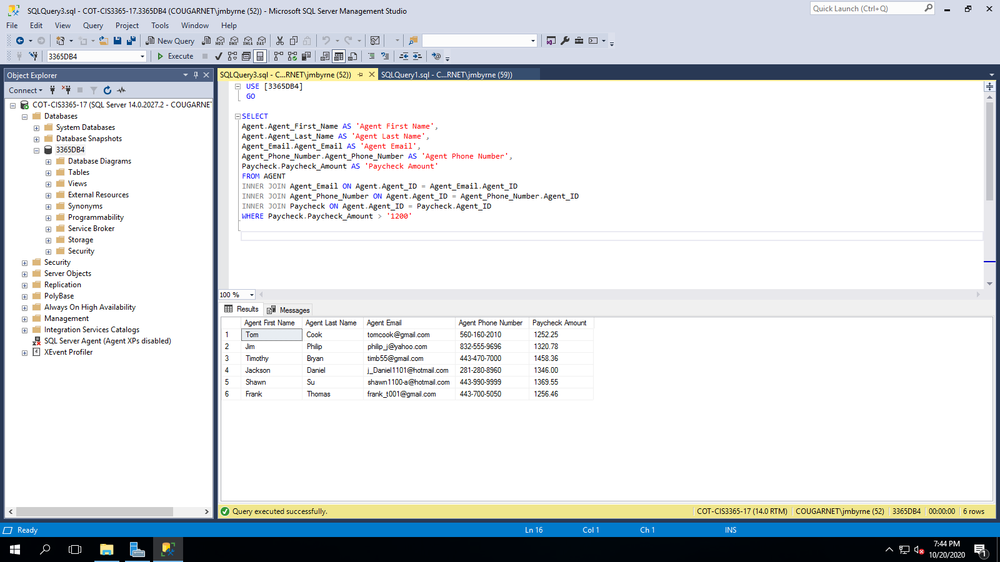 SQLQuery3.sql - COT-CIS3365-17.3365DB4 (COUGARNET\jmbyrne (52)) - Microsoft SQL Server Management Studio
Quick Launch (Ctrl+Q)
File Edit View Query Project Tools Window Help
New Query MDX DMX XMLA DAX
3365DB4 Execute
Object Explorer
Connect
COT-CIS3365-17 (SQL Server 14.0.2027.2 - COUGARNET
Databases
System Databases
Database Snapshots
3365DB4
Database Diagrams
Tables
Views
External Resources
Synonyms
Programmability
Service Broker
Storage
Security
Security
Server Objects
Replication
PolyBase
Always On High Availability
Management
Integration Services Catalogs
SQL Server Agent (Agent XPs disabled)
XEvent Profiler
SQLQuery3.sql - C...RNET\jmbyrne (52)) SQLQuery1.sql - C...RNET\jmbyrne (59))
USE [3365DB4]
GO
SELECT
Agent.Agent_First_Name AS 'Agent First Name',
Agent.Agent_Last_Name AS 'Agent Last Name',
Agent_Email.Agent_Email AS 'Agent Email',
Agent_Phone_Number.Agent_Phone_Number AS 'Agent Phone Number',
Paycheck.Paycheck_Amount AS 'Paycheck Amount'
FROM AGENT
INNER JOIN Agent_Email ON Agent.Agent_ID = Agent_Email.Agent_ID
INNER JOIN Agent_Phone_Number ON Agent.Agent_ID = Agent_Phone_Number.Agent_ID
INNER JOIN Paycheck ON Agent.Agent_ID = Paycheck.Agent_ID
WHERE Paycheck.Paycheck_Amount > '1200'
100 %
Results Messages
Agent First Name Agent Last Name Agent Email Agent Phone Number Paycheck Amount
1 Tom Cook tomcook@gmail.com 560-160-2010 1252.25
2 Jim Philip philip_j@yahoo.com 832-555-9696 1320.78
3 Timothy Bryan timb55@gmail.com 443-470-7000 1458.36
4 Jackson Daniel j_Daniel1101@hotmail.com 281-280-8960 1346.00
5 Shawn Su shawn1100-a@hotmail.com 443-990-9999 1369.55
6 Frank Thomas frank_t001@gmail.com 443-700-5050 1256.46
Query executed successfully. COT-CIS3365-17 (14.0 RTM) COUGARNET\jmbyrne (52) 3365DB4 00:00:00 6 rows
Ready Ln 16 Col 1 Ch 1 INS
7:44 PM
10/20/2020
1